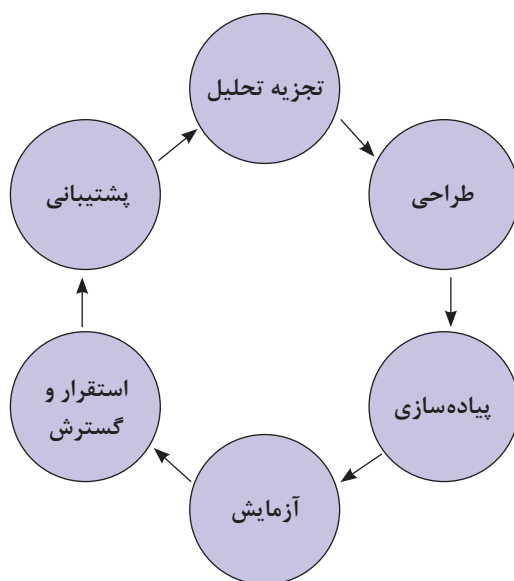 تجزیه تحلیل
طراحی
پیاده‌سازی
آزمایش
استقرار و
گسترش
پشتیبانی